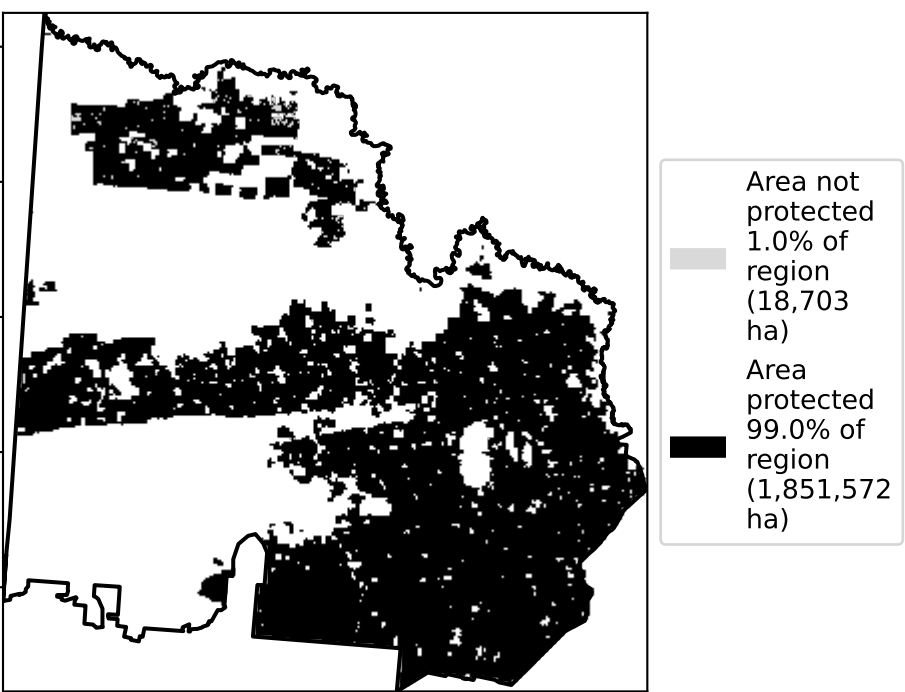 Area not
protected
1.0% of
region
(18,703
ha)
Area
protected
99.0% of
region
(1,851,572
ha)